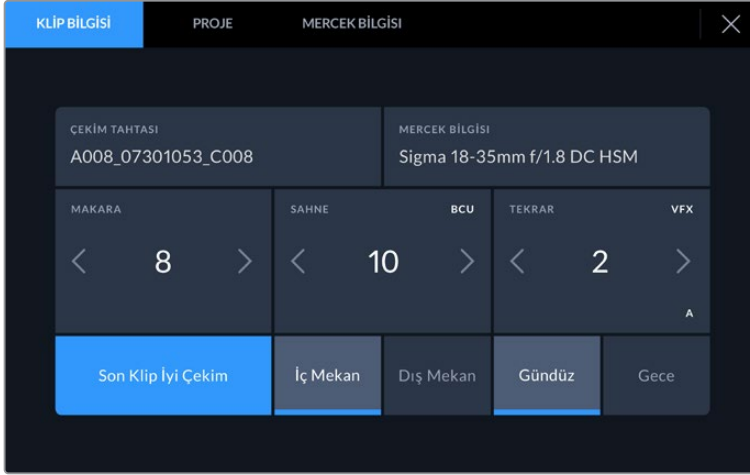 KLİP BİLGİSİ PROJE MERCEK BİLGİSI
ÇEKİM TAHTASI MERCEK BİLGİSI
A008_07301053_C008 Sigma 18-35mm f/1.8 DC HSM
MAKARA SAHNE BCU TEKRAR VFX
8 10 2
A
Son Klip İyi Çekim İç Mekan Dış Mekan Gündüz Gece